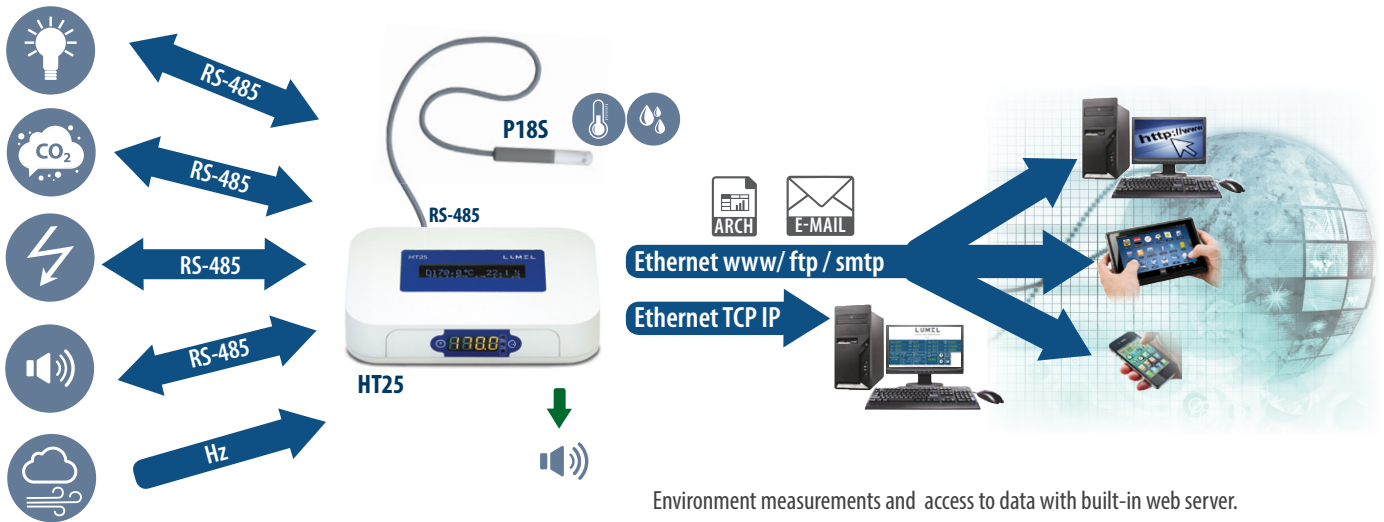 RS-485
CO2
RS-485
RS-485
RS-485
Hz
P18S
RS-485
HT25 LUMEL
170.0
HT25
ARCH
E-MAIL
Ethernet www/ ftp / smtp
Ethernet TCP IP
http://www
LUMEL
Environment measurements and access to data with built-in web server.